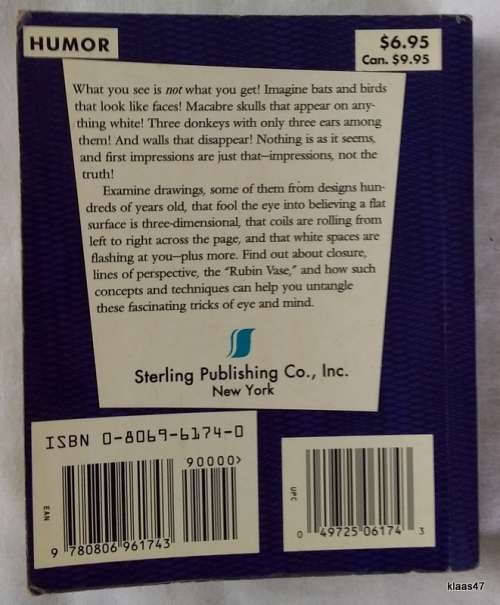 HUMOR
$6.95
Can. $9.95
What you see is not what you get! Imagine bats and birds
that look like faces! Macabre skulls that appear on any-
thing white! Three donkeys with only three ears among
them! And walls that disappear! Nothing is as it seems,
and first impressions are just that—impressions, not the
truth!
Examine drawings, some of them from designs hun-
dreds of years old, that fool the eye into believing a flat
surface is three-dimensional, that coils are rolling from
left to right across the page, and that white spaces are
flashing at you—plus more. Find out about closure,
lines of perspective, the “Rubin Vase,” and how such
concepts and techniques can help you untangle
these fascinating tricks of eye and mind.
Sterling Publishing Co., Inc.
New York
ISBN 0-8069-6174-0
90000>
EAN
9 780806 961743
UPC
0 49725 06174 3
klaas47